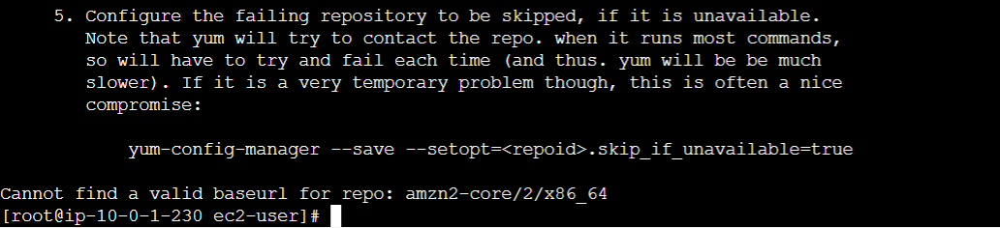 5. Configure the failing repository to be skipped, if it is unavailable.
Note that yum will try to contact the repo. when it runs most commands,
so will have to try and fail each time (and thus. yum will be be much
slower). If it is a very temporary problem though, this is often a nice
compromise:
yum-config-manager --save --setopt=<repoid>.skip_if_unavailable=true
Cannot find a valid baseurl for repo: amzn2-core/2/x86_64
[root@ip-10-0-1-230 ec2-user]#